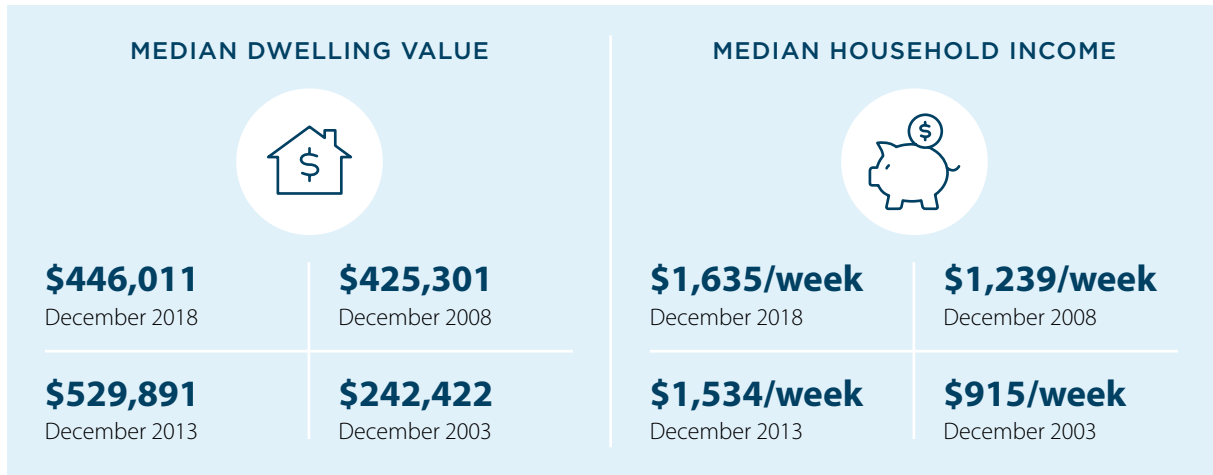 MEDIAN DWELLING VALUE
$
$446,011
December 2018
$425,301
December 2008
$529,891
December 2013
$242,422
December 2003
MEDIAN HOUSEHOLD INCOME
$
$1,635/week
December 2018
$1,239/week
December 2008
$1,534/week
December 2013
$915/week
December 2003